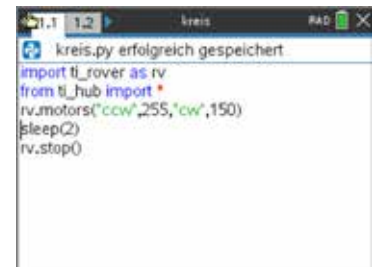 1.1 1.2 kreis RAD
kreis.py erfolgreich gespeichert
import ti_rover as rv
from ti_hub import *
rv.motors("ccw",255,"cw",150)
sleep(2)
rv.stop()